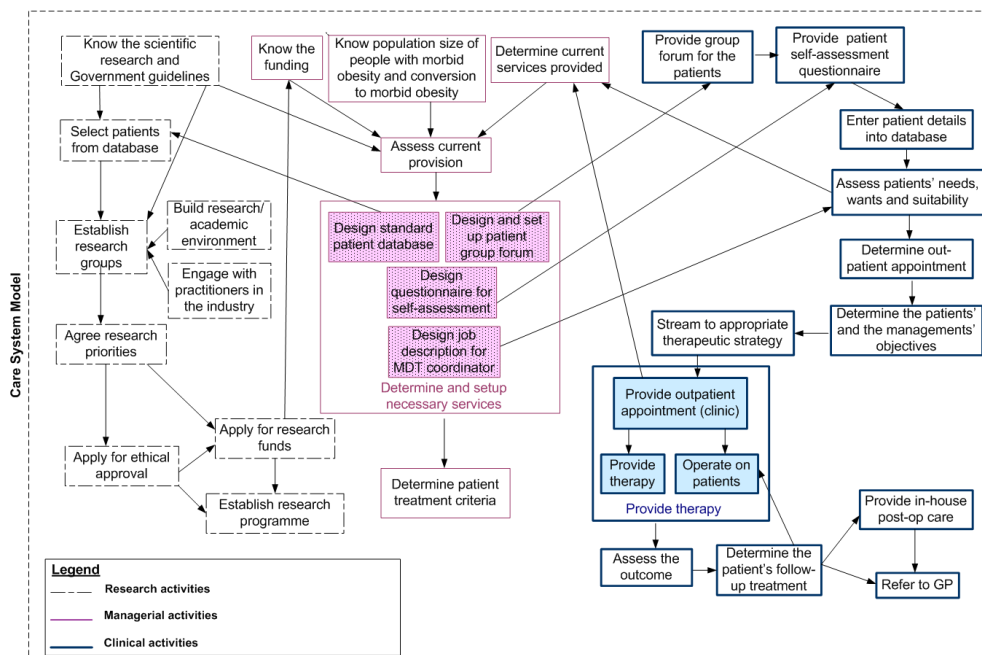 Care System Model
Know the scientific
research and
Government guidelines
Know the
funding
Know population size of
people with morbid
obesity and conversion
to morbid obesity
Determine current
services provided
Provide group
forum for the
patients
Provide patient
self-assessment
questionnaire
Select patients
from database
Assess current
provision
Enter patient details
into database
Build research/
academic
environment
Establish
research
groups
Engage with
practitioners in
the industry
Design standard
patient database
Design and set
up patient
group forum
Design
questionnaire for
self-assessment
Design job
description for
MDT coordinator
Determine and setup
necessary services
Assess patients' needs,
wants and suitability
Determine out-
patient appointment
Determine the patients'
and the managements'
objectives
Stream to appropriate
therapeutic strategy
Agree research
priorities
Provide outpatient
appointment (clinic)
Provide
therapy
Operate on
patients
Provide therapy
Apply for research
funds
Apply for ethical
approval
Establish research
programme
Determine patient
treatment criteria
Assess the
outcome
Determine the
patient's follow-
up treatment
Provide in-house
post-op care
Refer to GP
Legend
Research activities
Managerial activities
Clinical activities